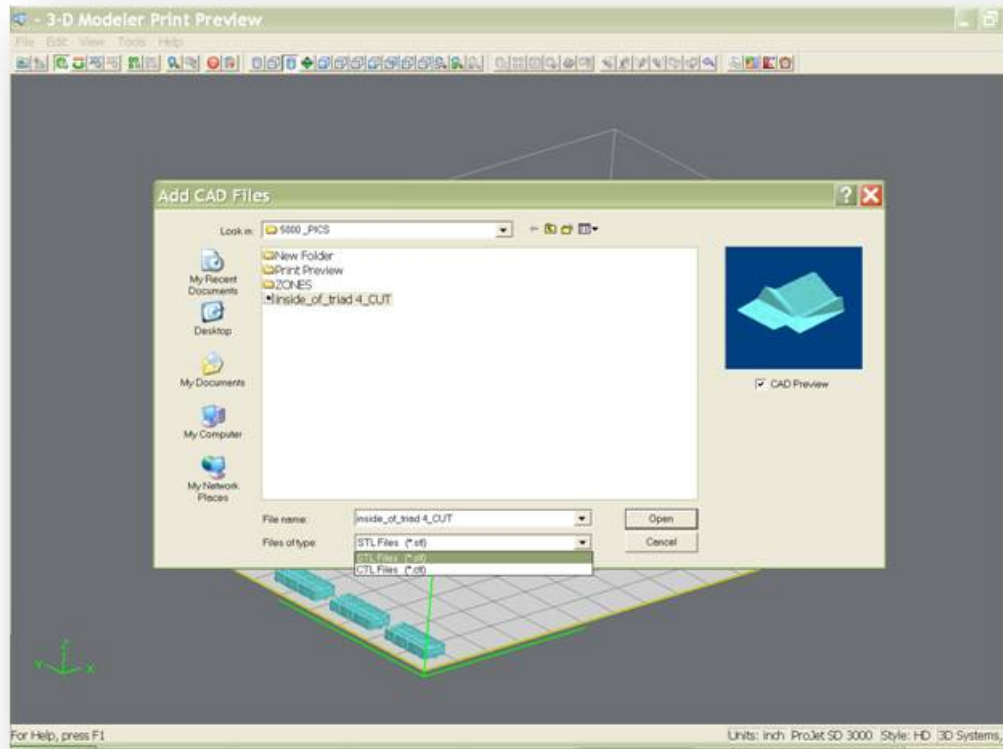 - 3-D Modeler Print Preview
File Edit View Tools Help
Add CAD Files
Look in: 5000_PICS
New Folder
Print Preview
ZONES
inside_of_triad 4_CUT
My Recent
Documents
Desktop
My Documents
My Computer
My Network
Places
CAD Preview
File name: inside_of_triad 4_CUT Open
Files of type: STL Files (*.stl) Cancel
STL Files (*.stl)
CTL Files (*.ctl)
Z
Y X
For Help, press F1 Units: inch ProJet SD 3000 Style: HD 3D Systems,